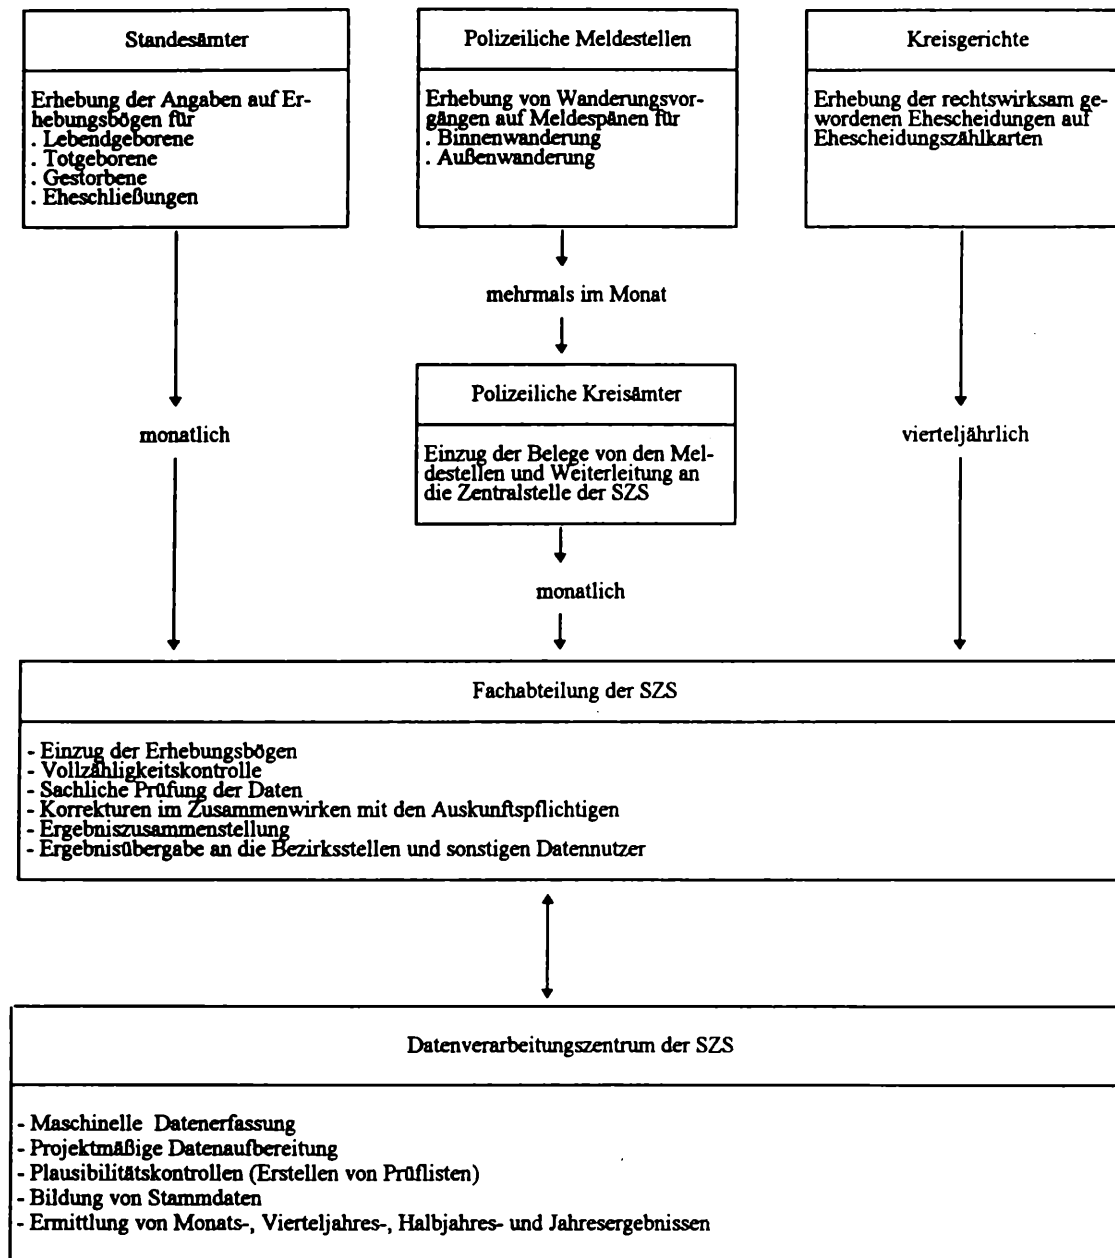 Standesämter
Erhebung der Angaben auf Er-
hebungsbögen für
. Lebendgeborene
. Totgeborene
. Gestorbene
. Eheschließungen
Polizeiliche Meldestellen
Erhebung von Wanderungsvor-
gängen auf Meldespänen für
. Binnenwanderung
. Außenwanderung
Kreisgerichte
Erhebung der rechtswirksam ge-
wordenen Ehescheidungen auf
Ehescheidungszählkarten
mehrmals im Monat
Polizeiliche Kreisämter
Einzug der Belege von den Mel-
destellen und Weiterleitung an
die Zentralstelle der SZS
monatlich
vierteljährlich
monatlich
Fachabteilung der SZS
- Einzug der Erhebungsbögen
- Vollzähligkeitskontrolle
- Sachliche Prüfung der Daten
- Korrekturen im Zusammenwirken mit den Auskunftspflichtigen
- Ergebniszusammenstellung
- Ergebnisübergabe an die Bezirksstellen und sonstigen Datennutzer
Datenverarbeitungszentrum der SZS
- Maschinelle Datenerfassung
- Projektmäßige Datenaufbereitung
- Plausibilitätskontrollen (Erstellen von Prüflisten)
- Bildung von Stammdaten
- Ermittlung von Monats-, Vierteljahres-, Halbjahres- und Jahresergebnissen